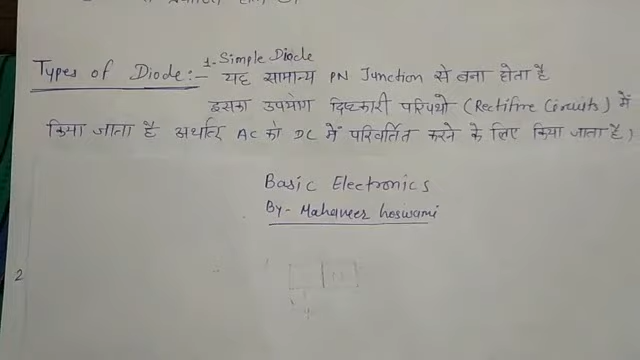 1. Simple Diode
Types of Diode:- यह सामान्य PN Junction से बना होता है
इसका उपयोग दिष्टकारी परिपथो (Rectifire Circuits) में
किया जाता है अर्थात AC को DC में परिवर्तित करने के लिए किया जाता है,
Basic Electronics
By- Mahaveer Goswami
2